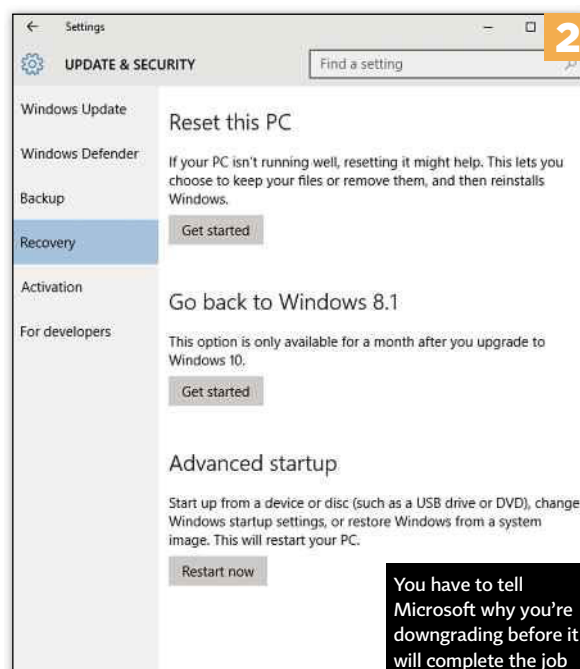 Settings
2
UPDATE & SECURITY
Find a setting
Windows Update
Windows Defender
Backup
Recovery
Activation
For developers
Reset this PC
If your PC isn't running well, resetting it might help. This lets you
choose to keep your files or remove them, and then reinstalls
Windows.
Get started
Go back to Windows 8.1
This option is only available for a month after you upgrade to
Windows 10.
Get started
Advanced startup
Start up from a device or disc (such as a USB drive or DVD), change
Windows startup settings, or restore Windows from a system
image. This will restart your PC.
Restart now
You have to tell
Microsoft why you're
downgrading before it
will complete the job